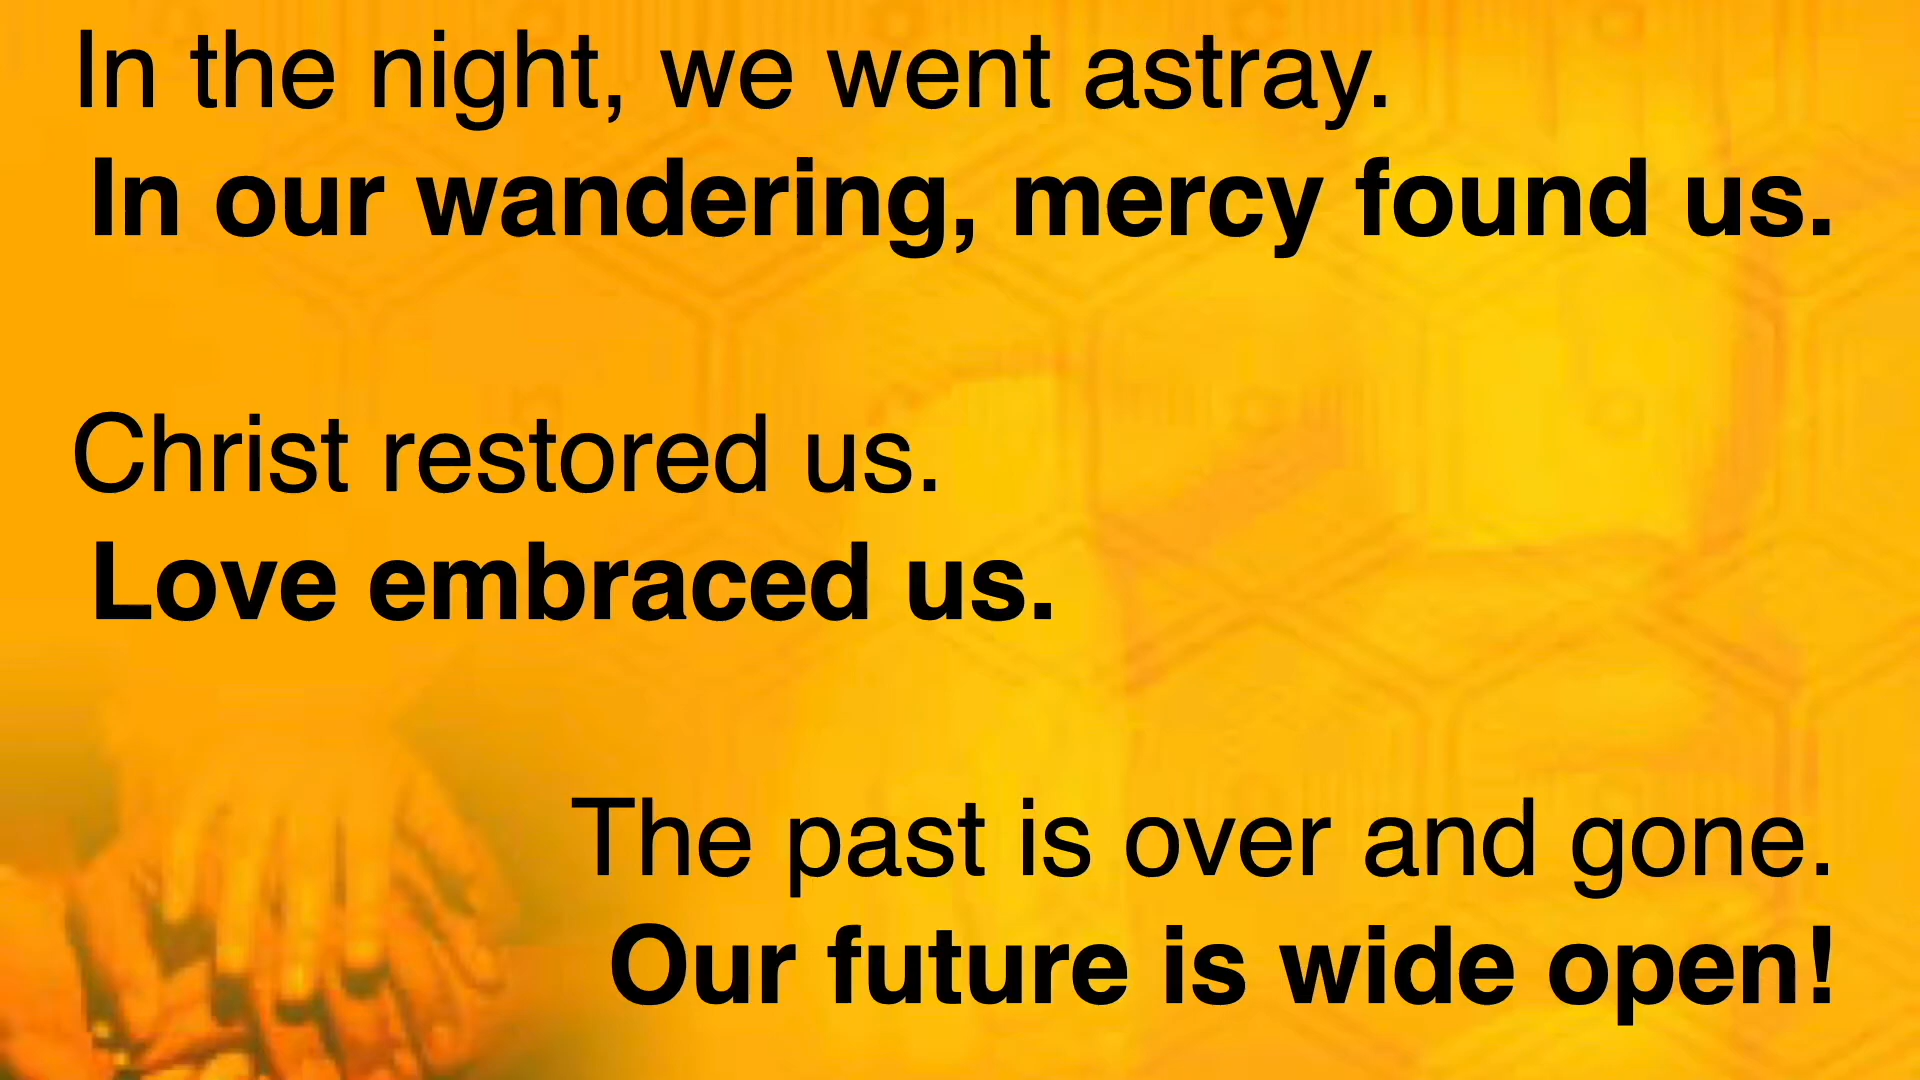 In the night, we went astray.
In our wandering, mercy found us.
Christ restored us.
Love embraced us.
The past is over and gone.
Our future is wide open!